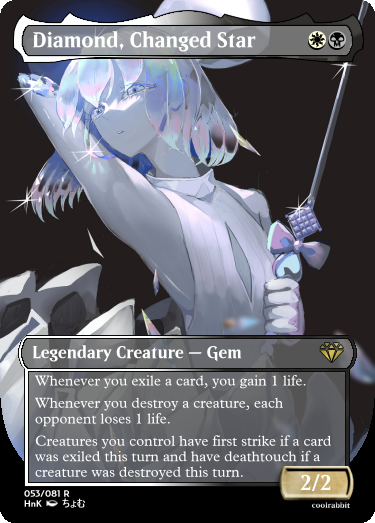 Diamond, Changed Star
Legendary Creature — Gem
Whenever you exile a card, you gain 1 life.
Whenever you destroy a creature, each
opponent loses 1 life.
Creatures you control have first strike if a card
was exiled this turn and have deathtouch if a
creature was destroyed this turn.
2/2
053/081 R
HnK ちょむ
coolrabbit